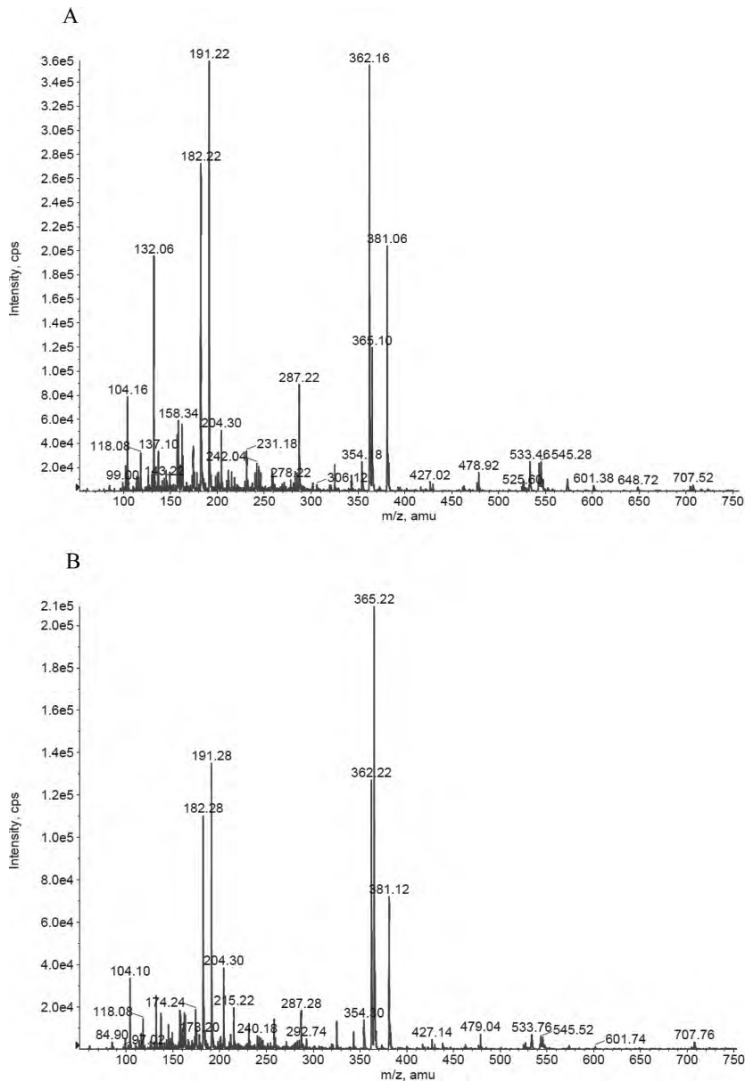 A
3.6e5
3.4e5
3.2e5
3.0e5
2.8e5
2.6e5
2.4e5
2.2e5
2.0e5
1.8e5
1.6e5
1.4e5
1.2e5
1.0e5
8.0e4
6.0e4
4.0e4
2.0e4
Intensity, cps
191.22
362.16
182.22
132.06
381.06
365.10
104.16
287.22
158.34
204.30
118.08
137.10
231.18
242.04
99.00
278.22
306.12
354.18
427.02
478.92
533.46
545.28
525.60
601.38
648.72
707.52
100 150 200 250 300 350 400 450 500 550 600 650 700 750
m/z, amu
B
2.1e5
2.0e5
1.8e5
1.6e5
1.4e5
1.2e5
1.0e5
8.0e4
6.0e4
4.0e4
2.0e4
Intensity, cps
365.22
191.28
362.22
182.28
381.12
104.10
204.30
118.08
174.24
215.22
287.28
84.90
97.02
240.18
292.74
354.30
427.14
479.04
533.76
545.52
601.74
707.76
100 150 200 250 300 350 400 450 500 550 600 650 700 750
m/z, amu